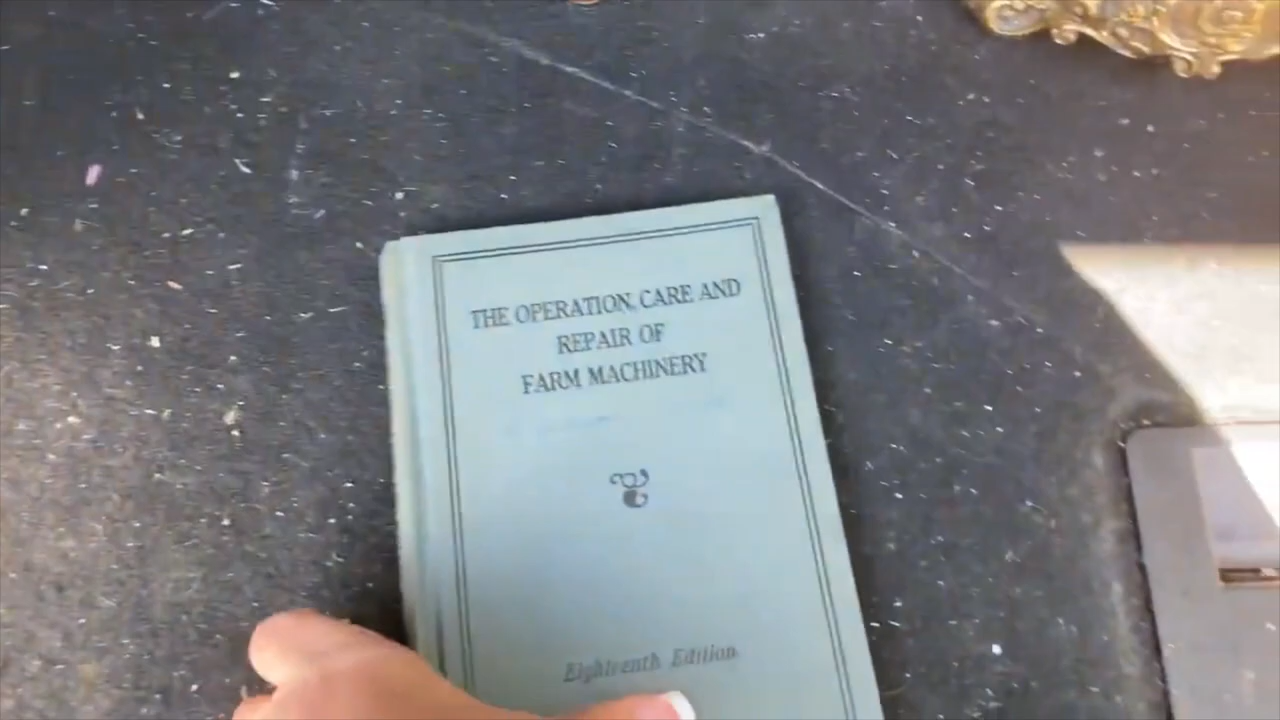 THE OPERATION, CARE AND
REPAIR OF
FARM MACHINERY
Eighteenth Edition